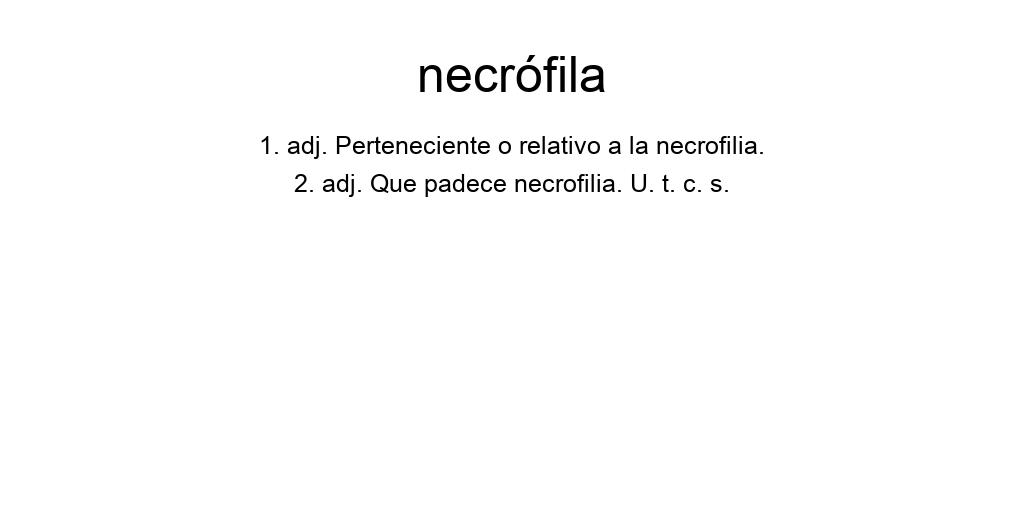 necrófila
1. adj. Perteneciente o relativo a la necrofilia.
2. adj. Que padece necrofilia. U. t. c. s.